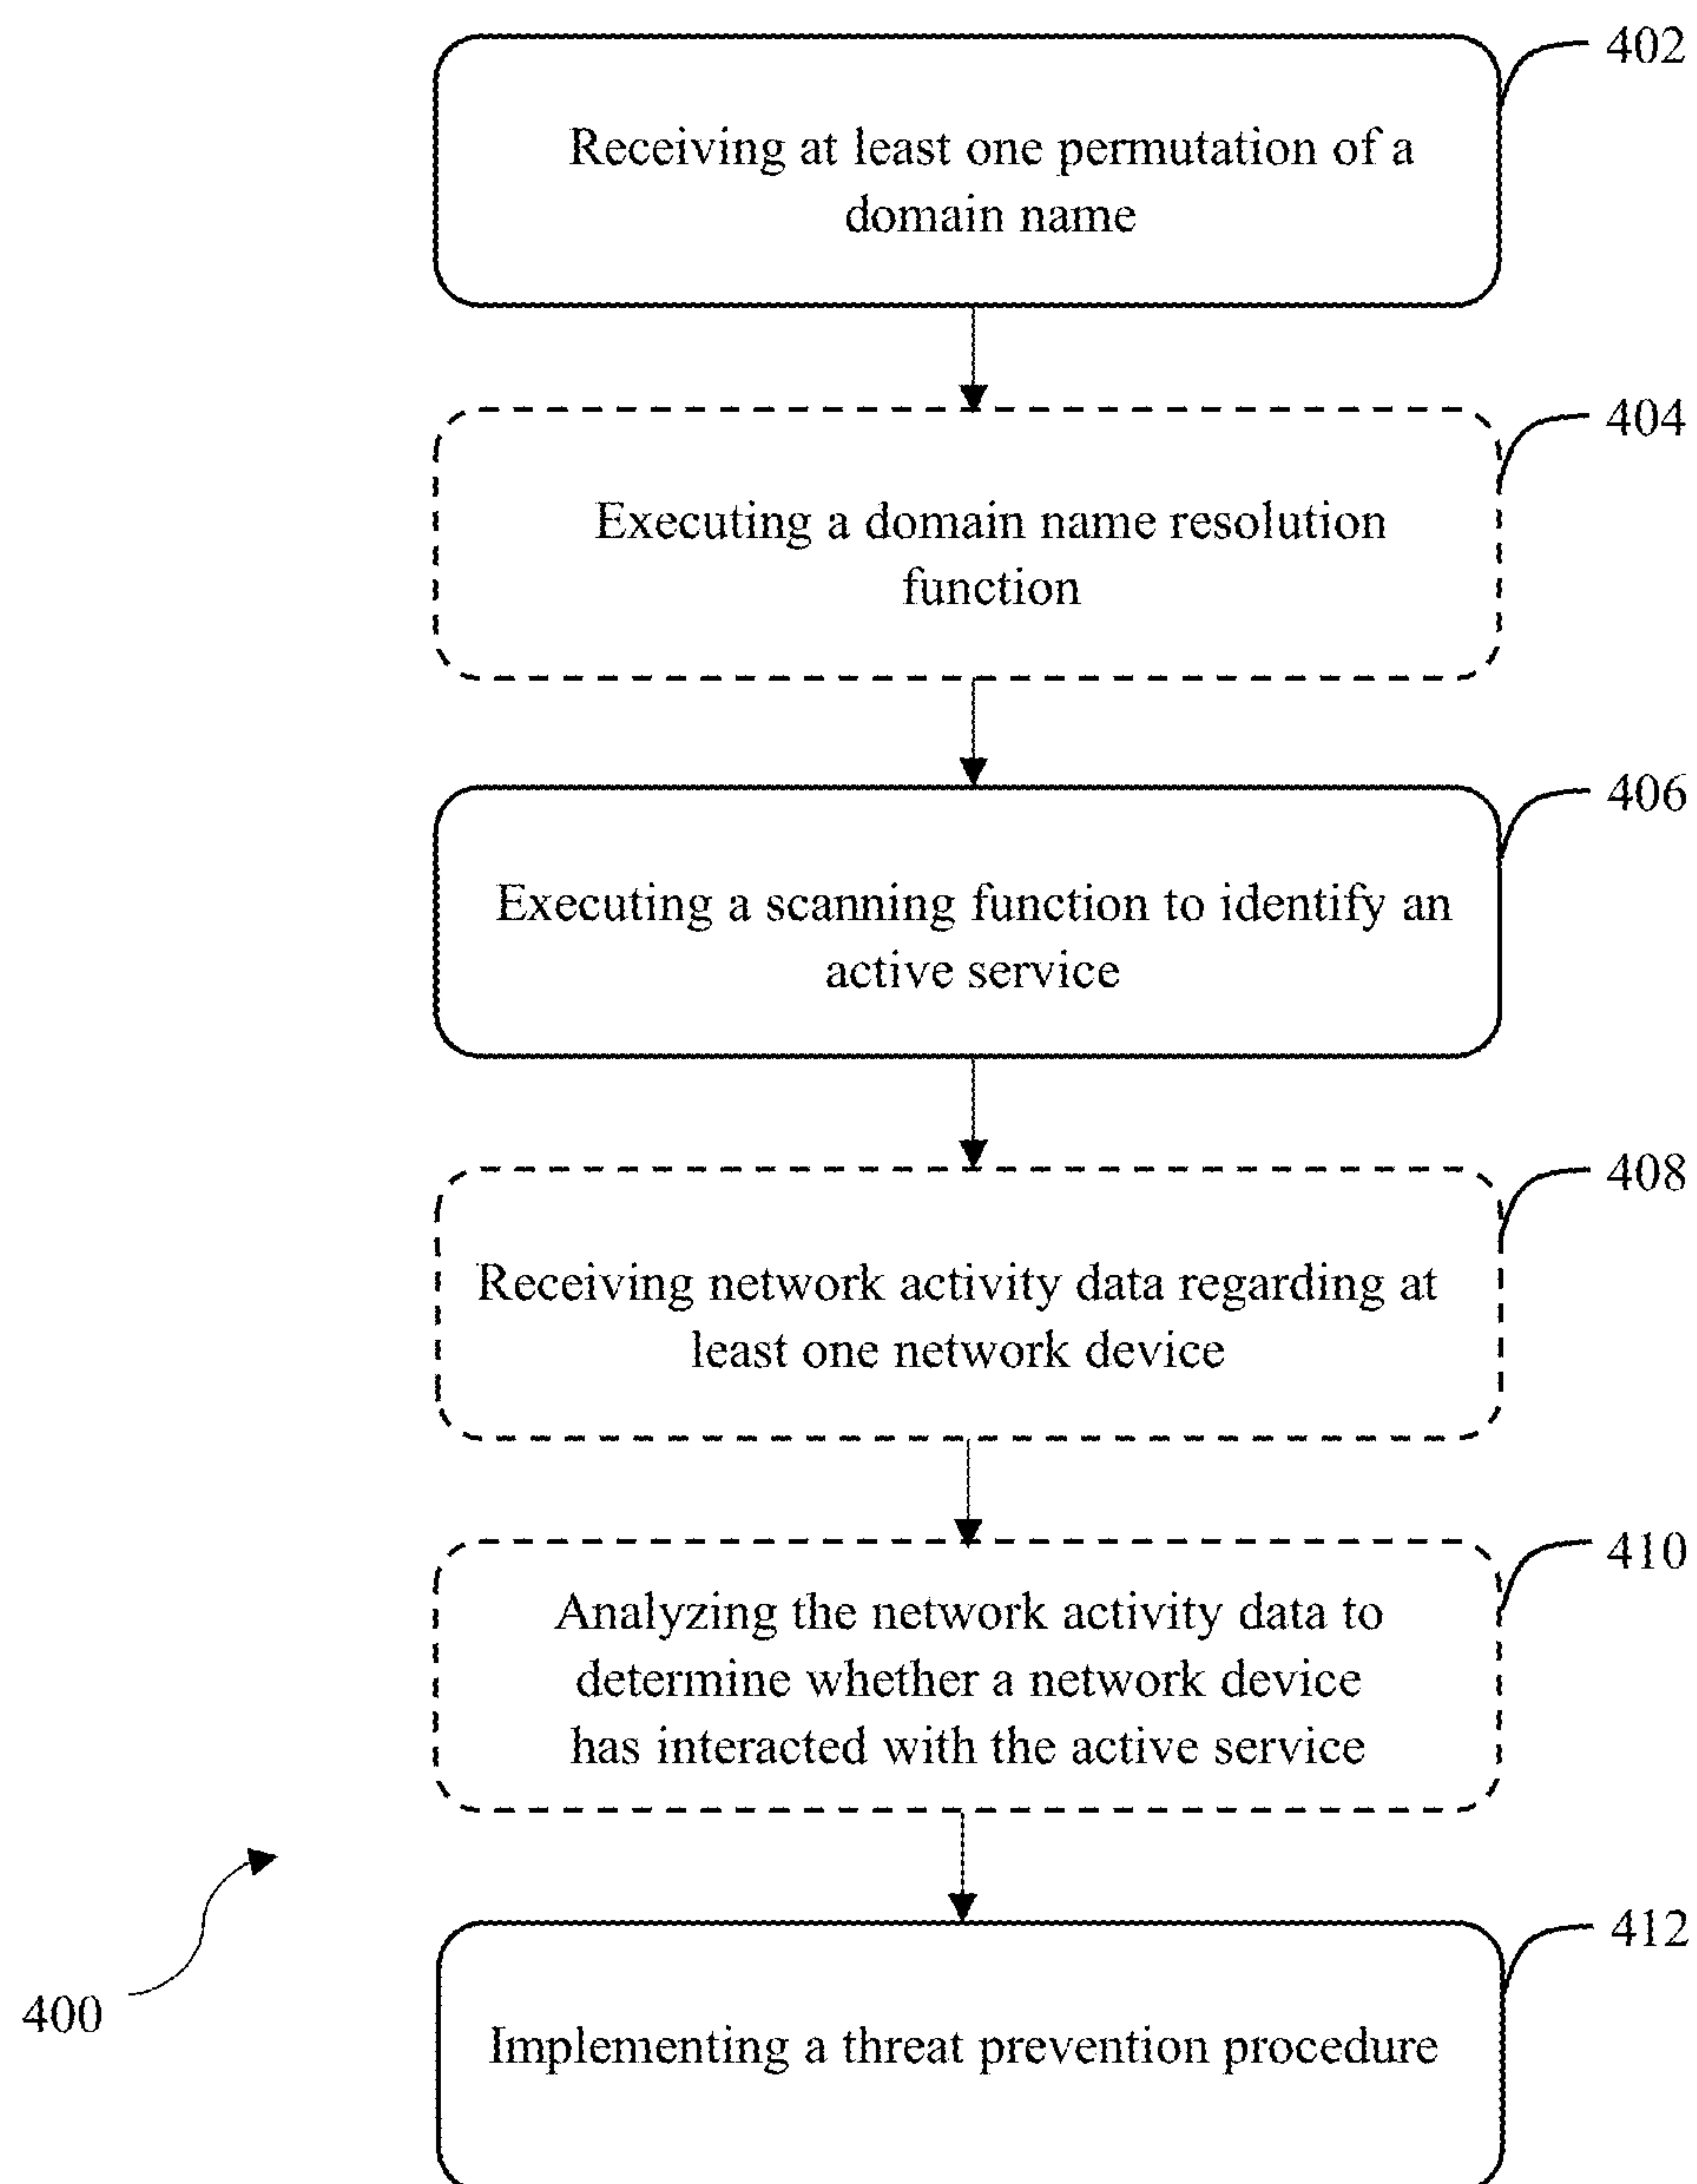 402
Receiving at least one permutation of a
domain name
404
Executing a domain name resolution
function
406
Executing a scanning function to identify an
active service
408
Receiving network activity data regarding at
least one network device
410
Analyzing the network activity data to
determine whether a network device
has interacted with the active service
412
Implementing a threat prevention procedure
400